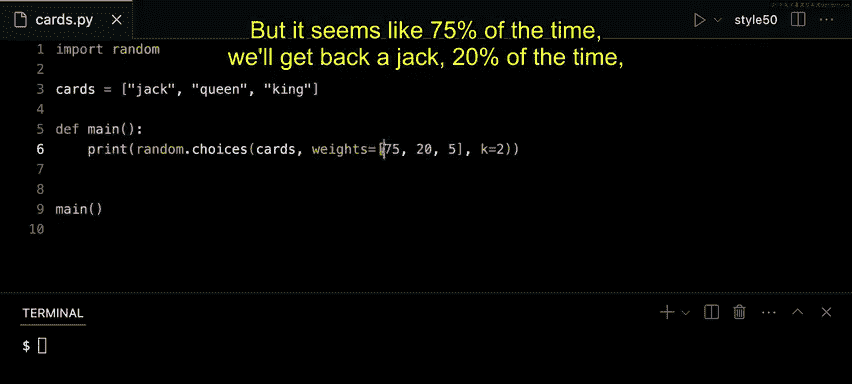 cards.py
style50
But it seems like 75% of the time,
we'll get back a jack, 20% of the time,
1 import random
2
3 cards = ["jack", "queen", "king"]
4
5 def main():
6     print(random.choices(cards, weights=[75, 20, 5], k=2))
7
8
9 main()
10
TERMINAL
$